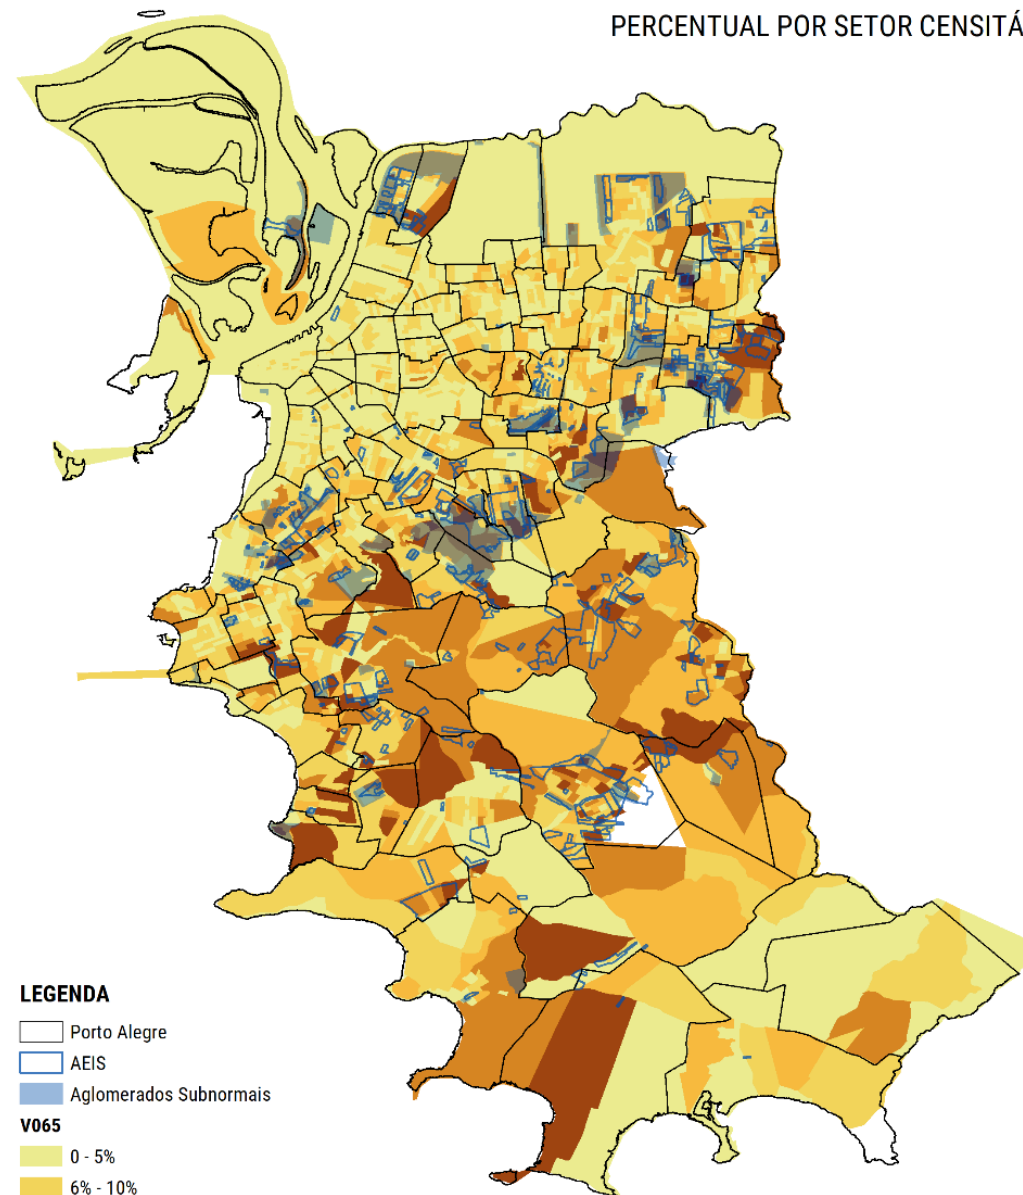 PERCENTUAL POR SETOR CENSITÁ
LEGENDA
Porto Alegre
AEIS
Aglomerados Subnormais
V065
0 - 5%
6% - 10%